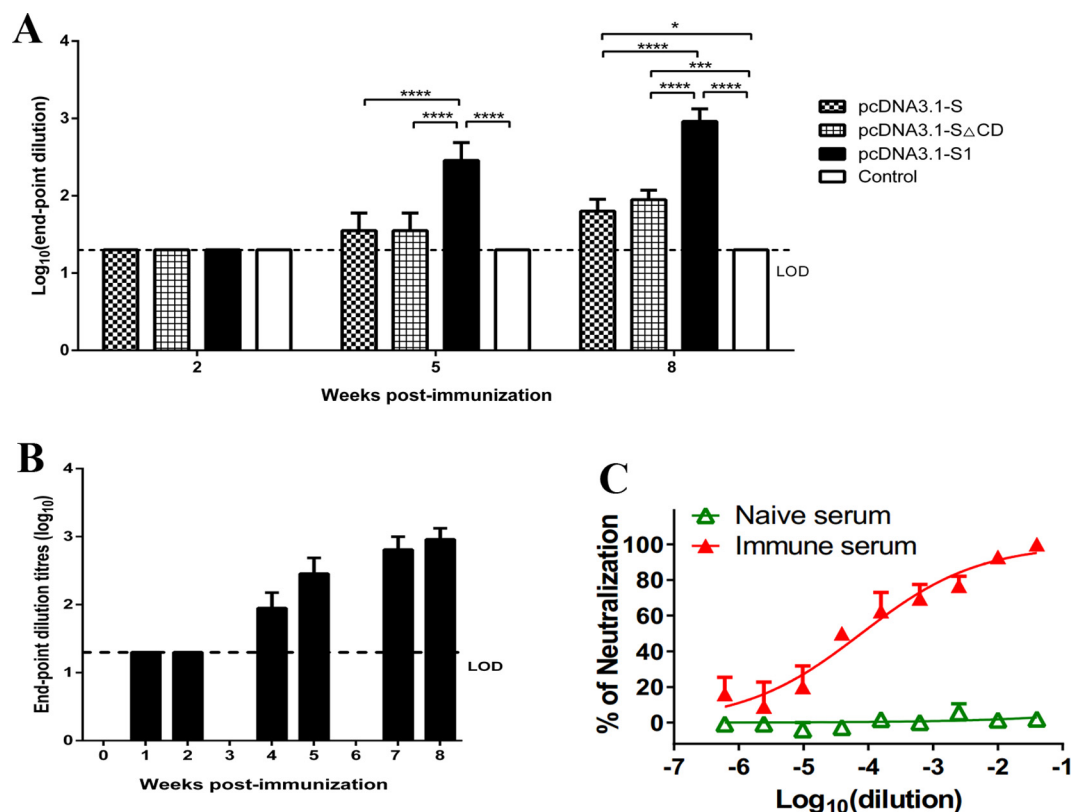 A
Log10(end-point dilution)
4
3
2
1
0
* 
**** ***
**** **** ****
**** ****
LOD
2 5 8
Weeks post-immunization
pcDNA3.1-S
pcDNA3.1-S△CD
pcDNA3.1-S1
Control
B
End-point dilution titres (log10)
4
3
2
1
0
LOD
0 1 2 3 4 5 6 7 8
Weeks post-immunization
C
Naive serum
Immune serum
% of Neutralization
100
80
60
40
20
0
-7 -6 -5 -4 -3 -2 -1
Log10(dilution)